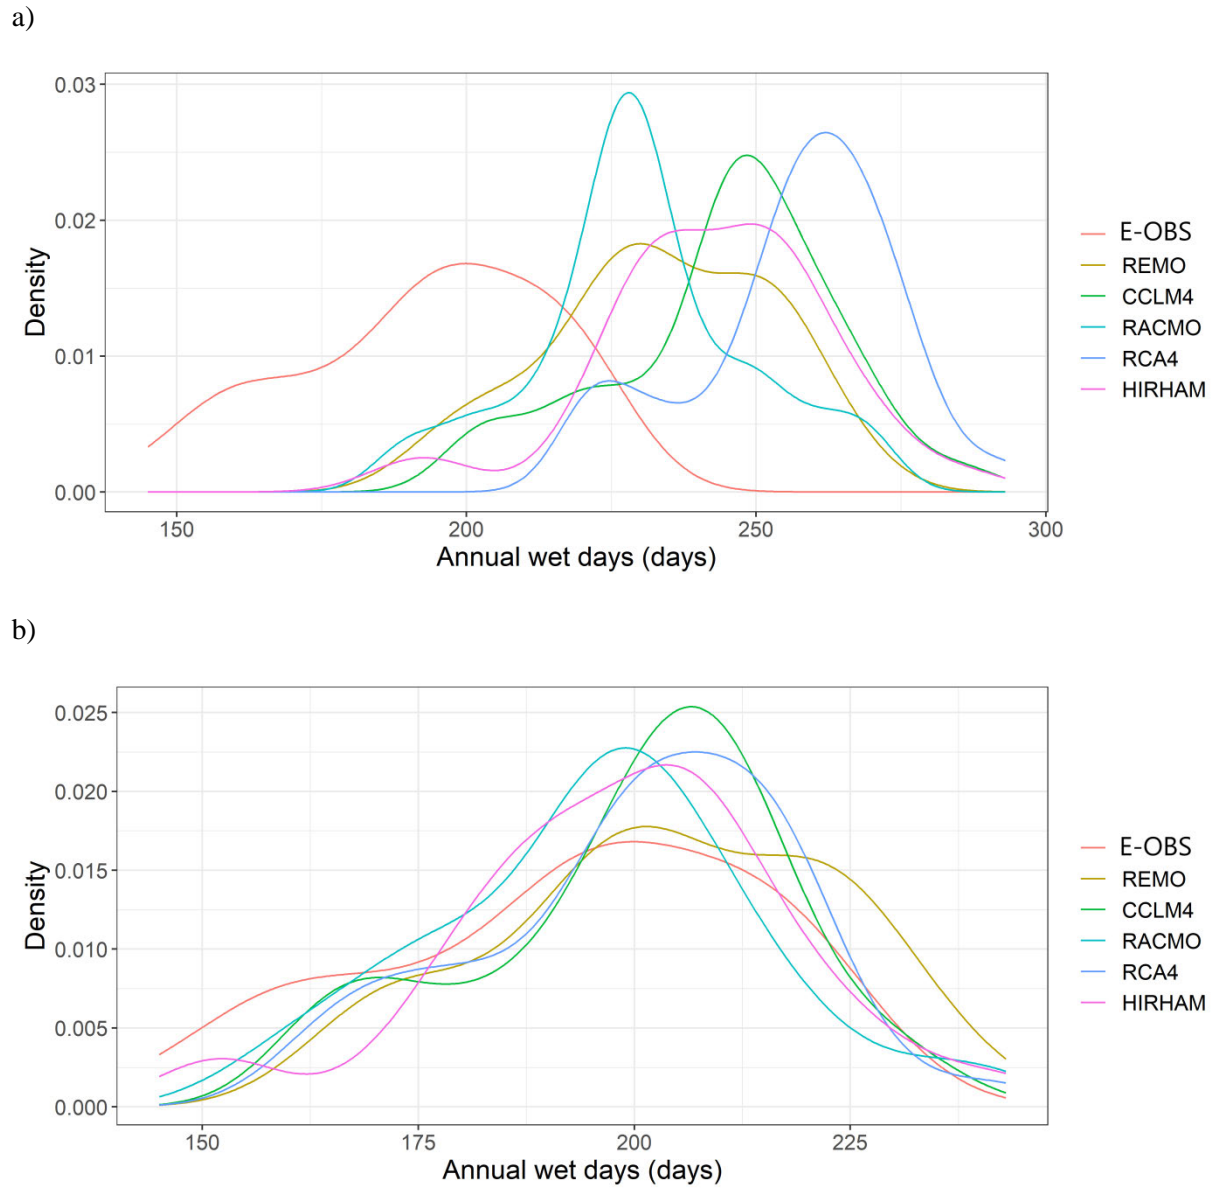 a)
0.03
0.02
0.01
0.00
Density
150
200
250
300
Annual wet days (days)
E-OBS
REMO
CCLM4
RACMO
RCA4
HIRHAM
b)
0.025
0.020
0.015
0.010
0.005
0.000
Density
150
175
200
225
Annual wet days (days)
E-OBS
REMO
CCLM4
RACMO
RCA4
HIRHAM